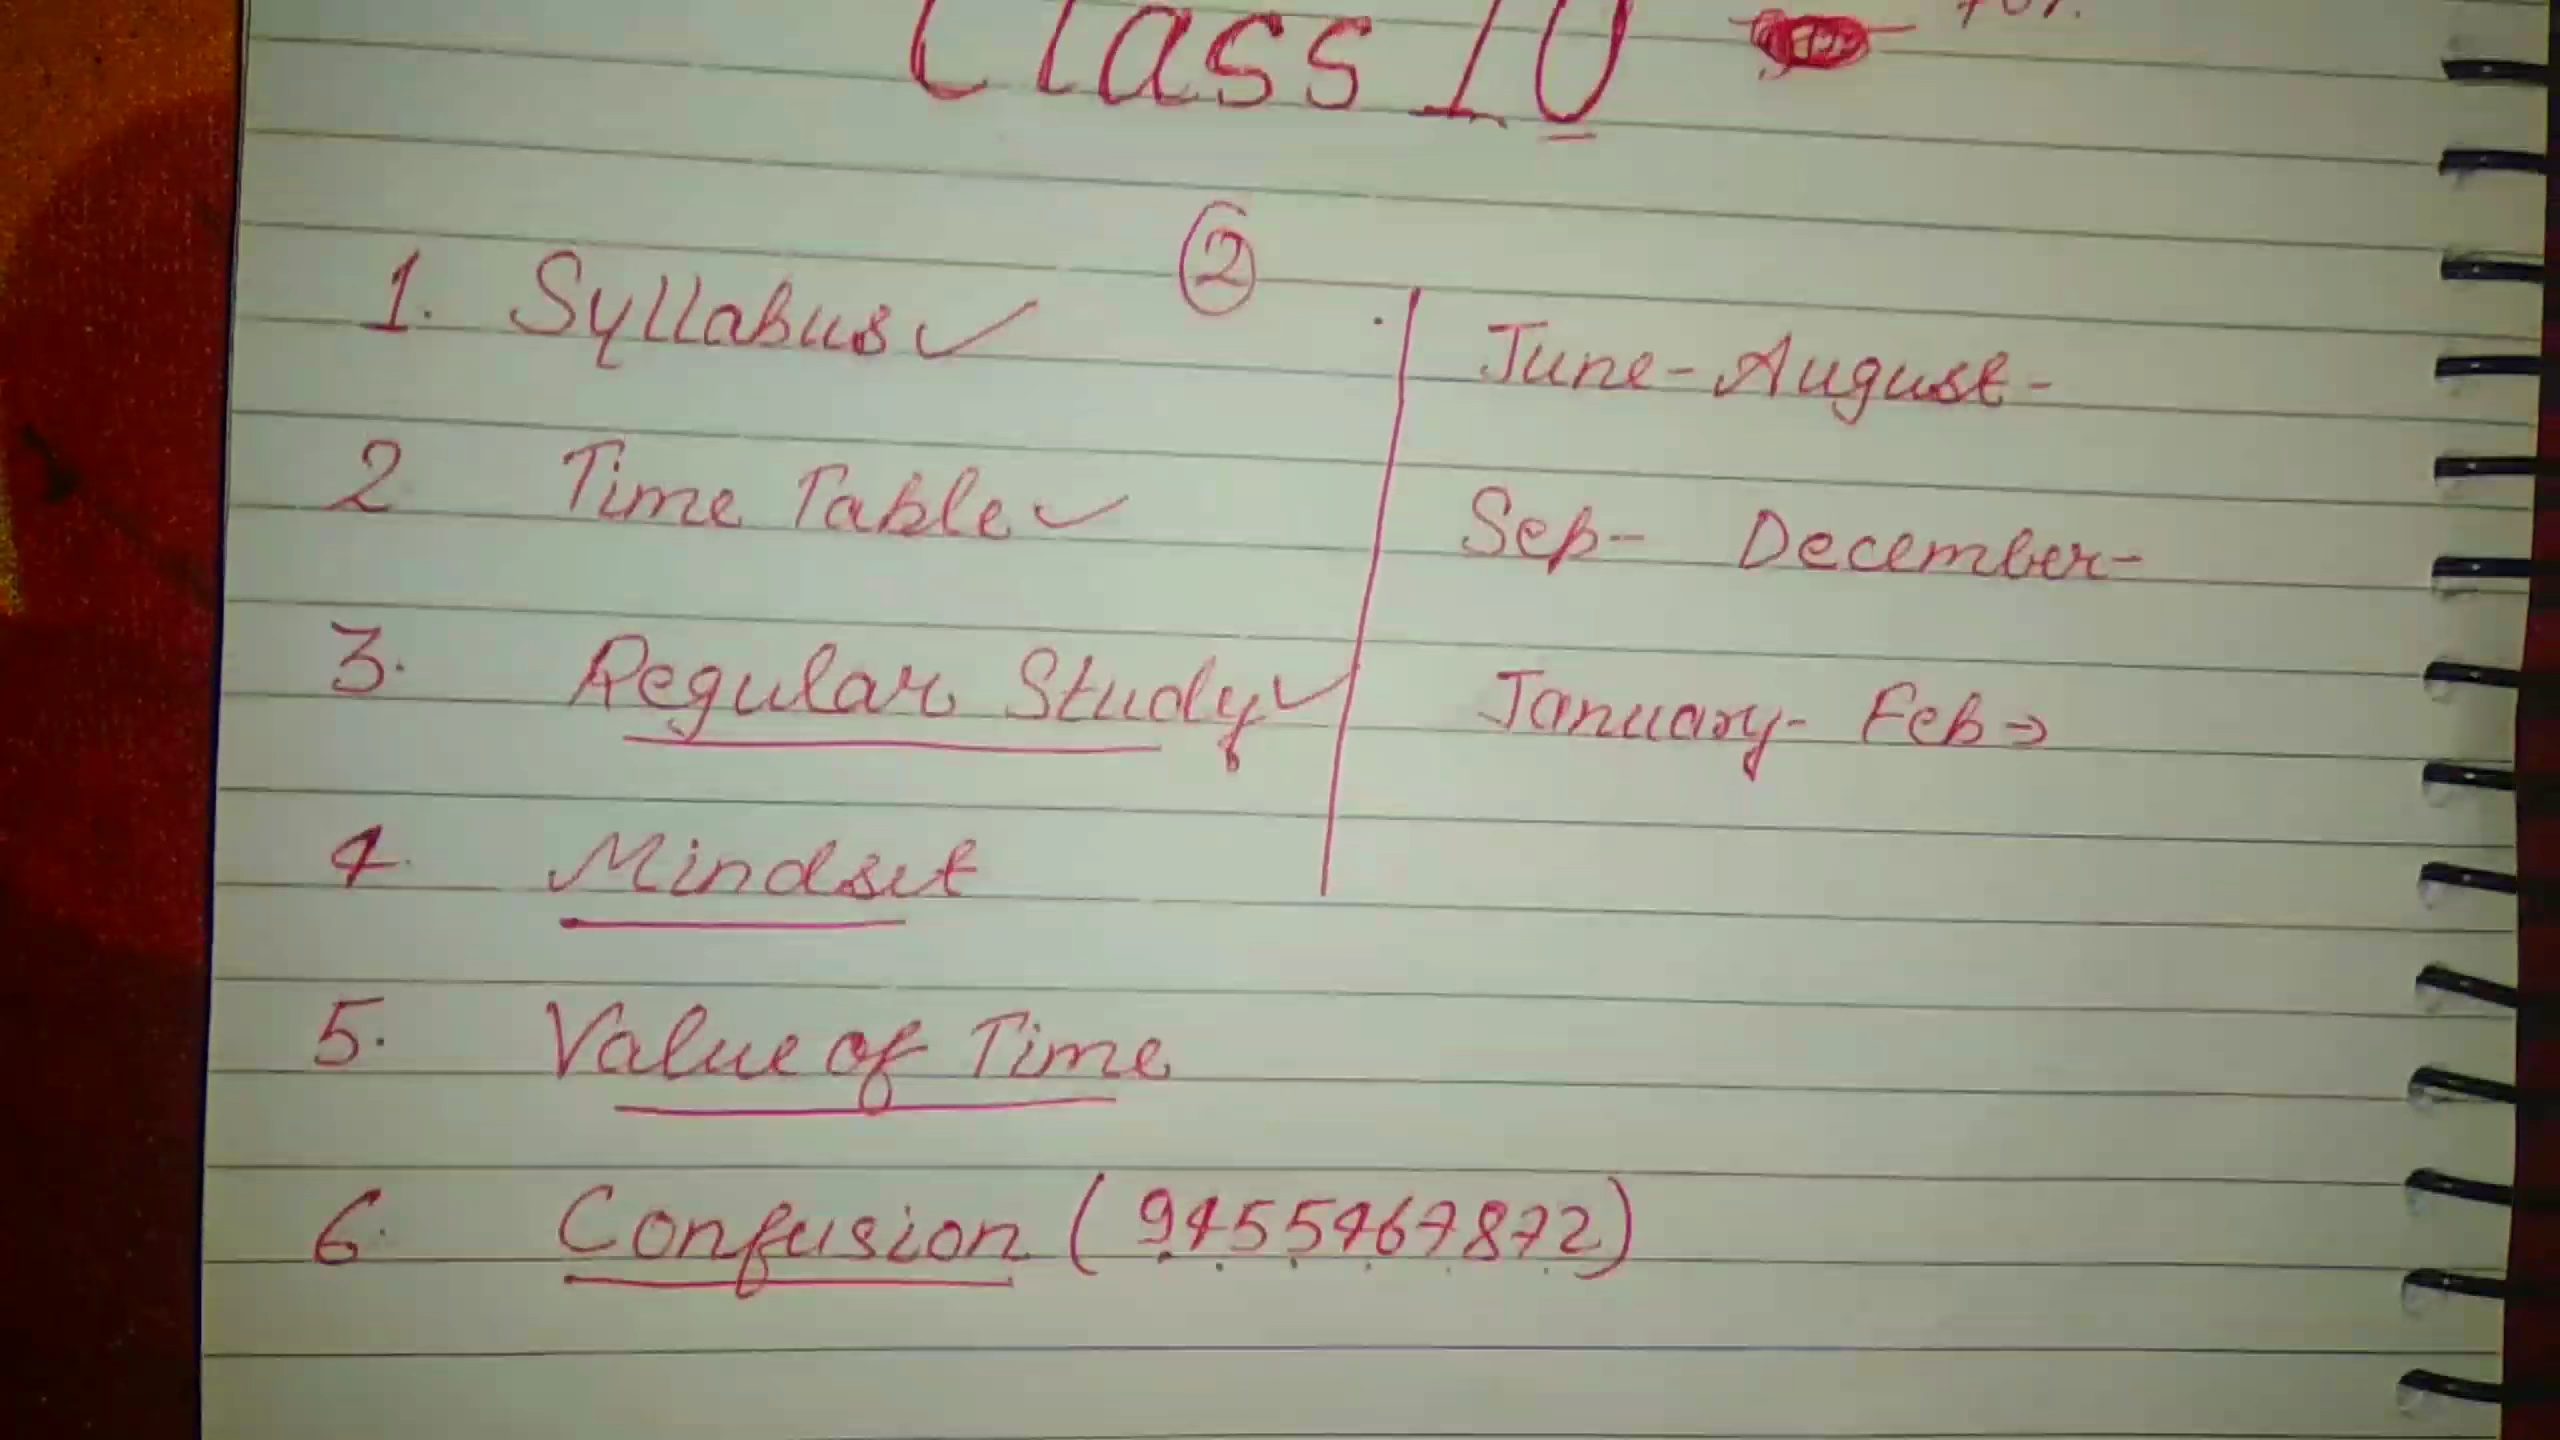 Class 10
②
1. Syllabus ✓
2 Time Table ✓
3. Regular Study ✓
4. Mindset
5. Value of Time
6. Confusion (9455467872)
June - August -
Sep - December -
January - Feb →